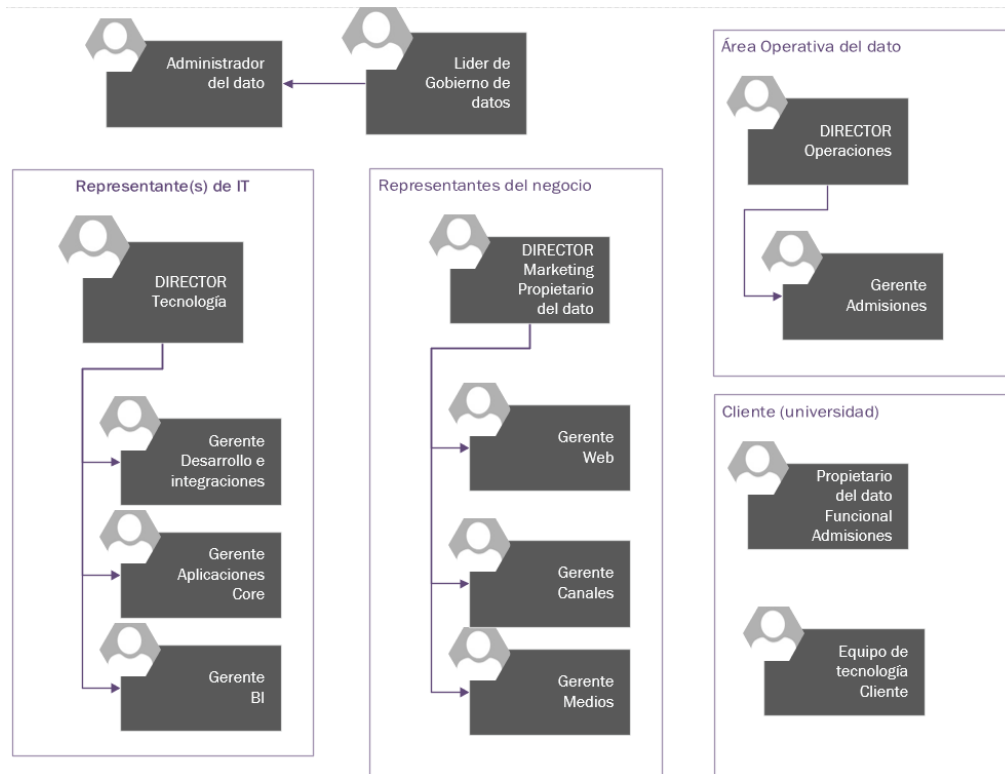 Administrador
del dato
Lider de
Gobierno de
datos
Área Operativa del dato
DIRECTOR
Operaciones
Gerente
Admisiones
Representante(s) de IT
DIRECTOR
Tecnología
Gerente
Desarrollo e
integraciones
Gerente
Aplicaciones
Core
Gerente
BI
Representantes del negocio
DIRECTOR
Marketing
Propietario
del dato
Gerente
Web
Gerente
Canales
Gerente
Medios
Cliente (universidad)
Propietario
del dato
Funcional
Admisiones
Equipo de
tecnología
Cliente